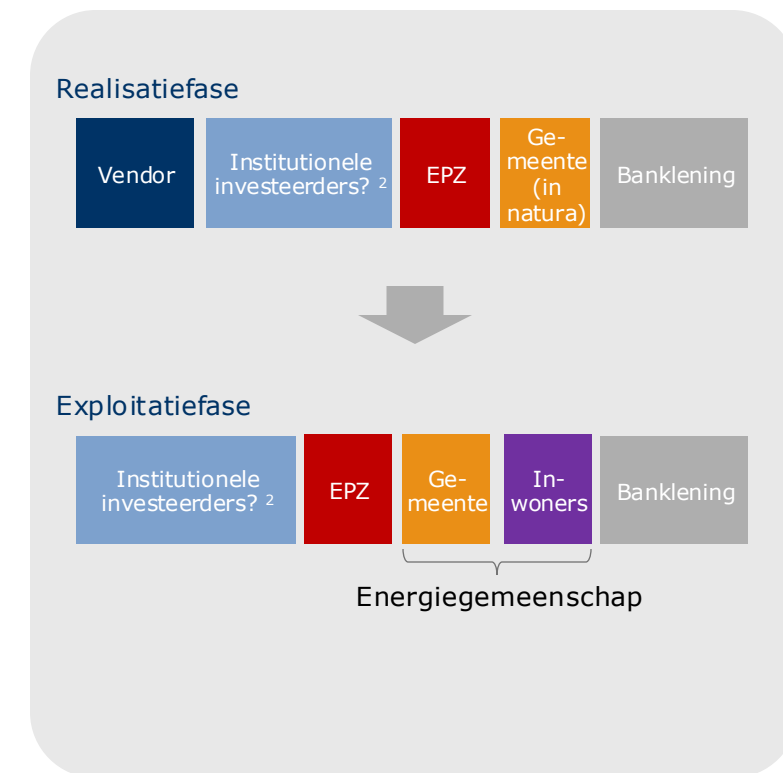 Realisatiefase
Vendor
Institutionele
investeerders? 2
EPZ
Ge-
meente
(in
natura)
Banklening
Exploitatiefase
Institutionele
investeerders? 2
EPZ
Ge-
meente
In-
woners
Banklening
Energiegemeenschap